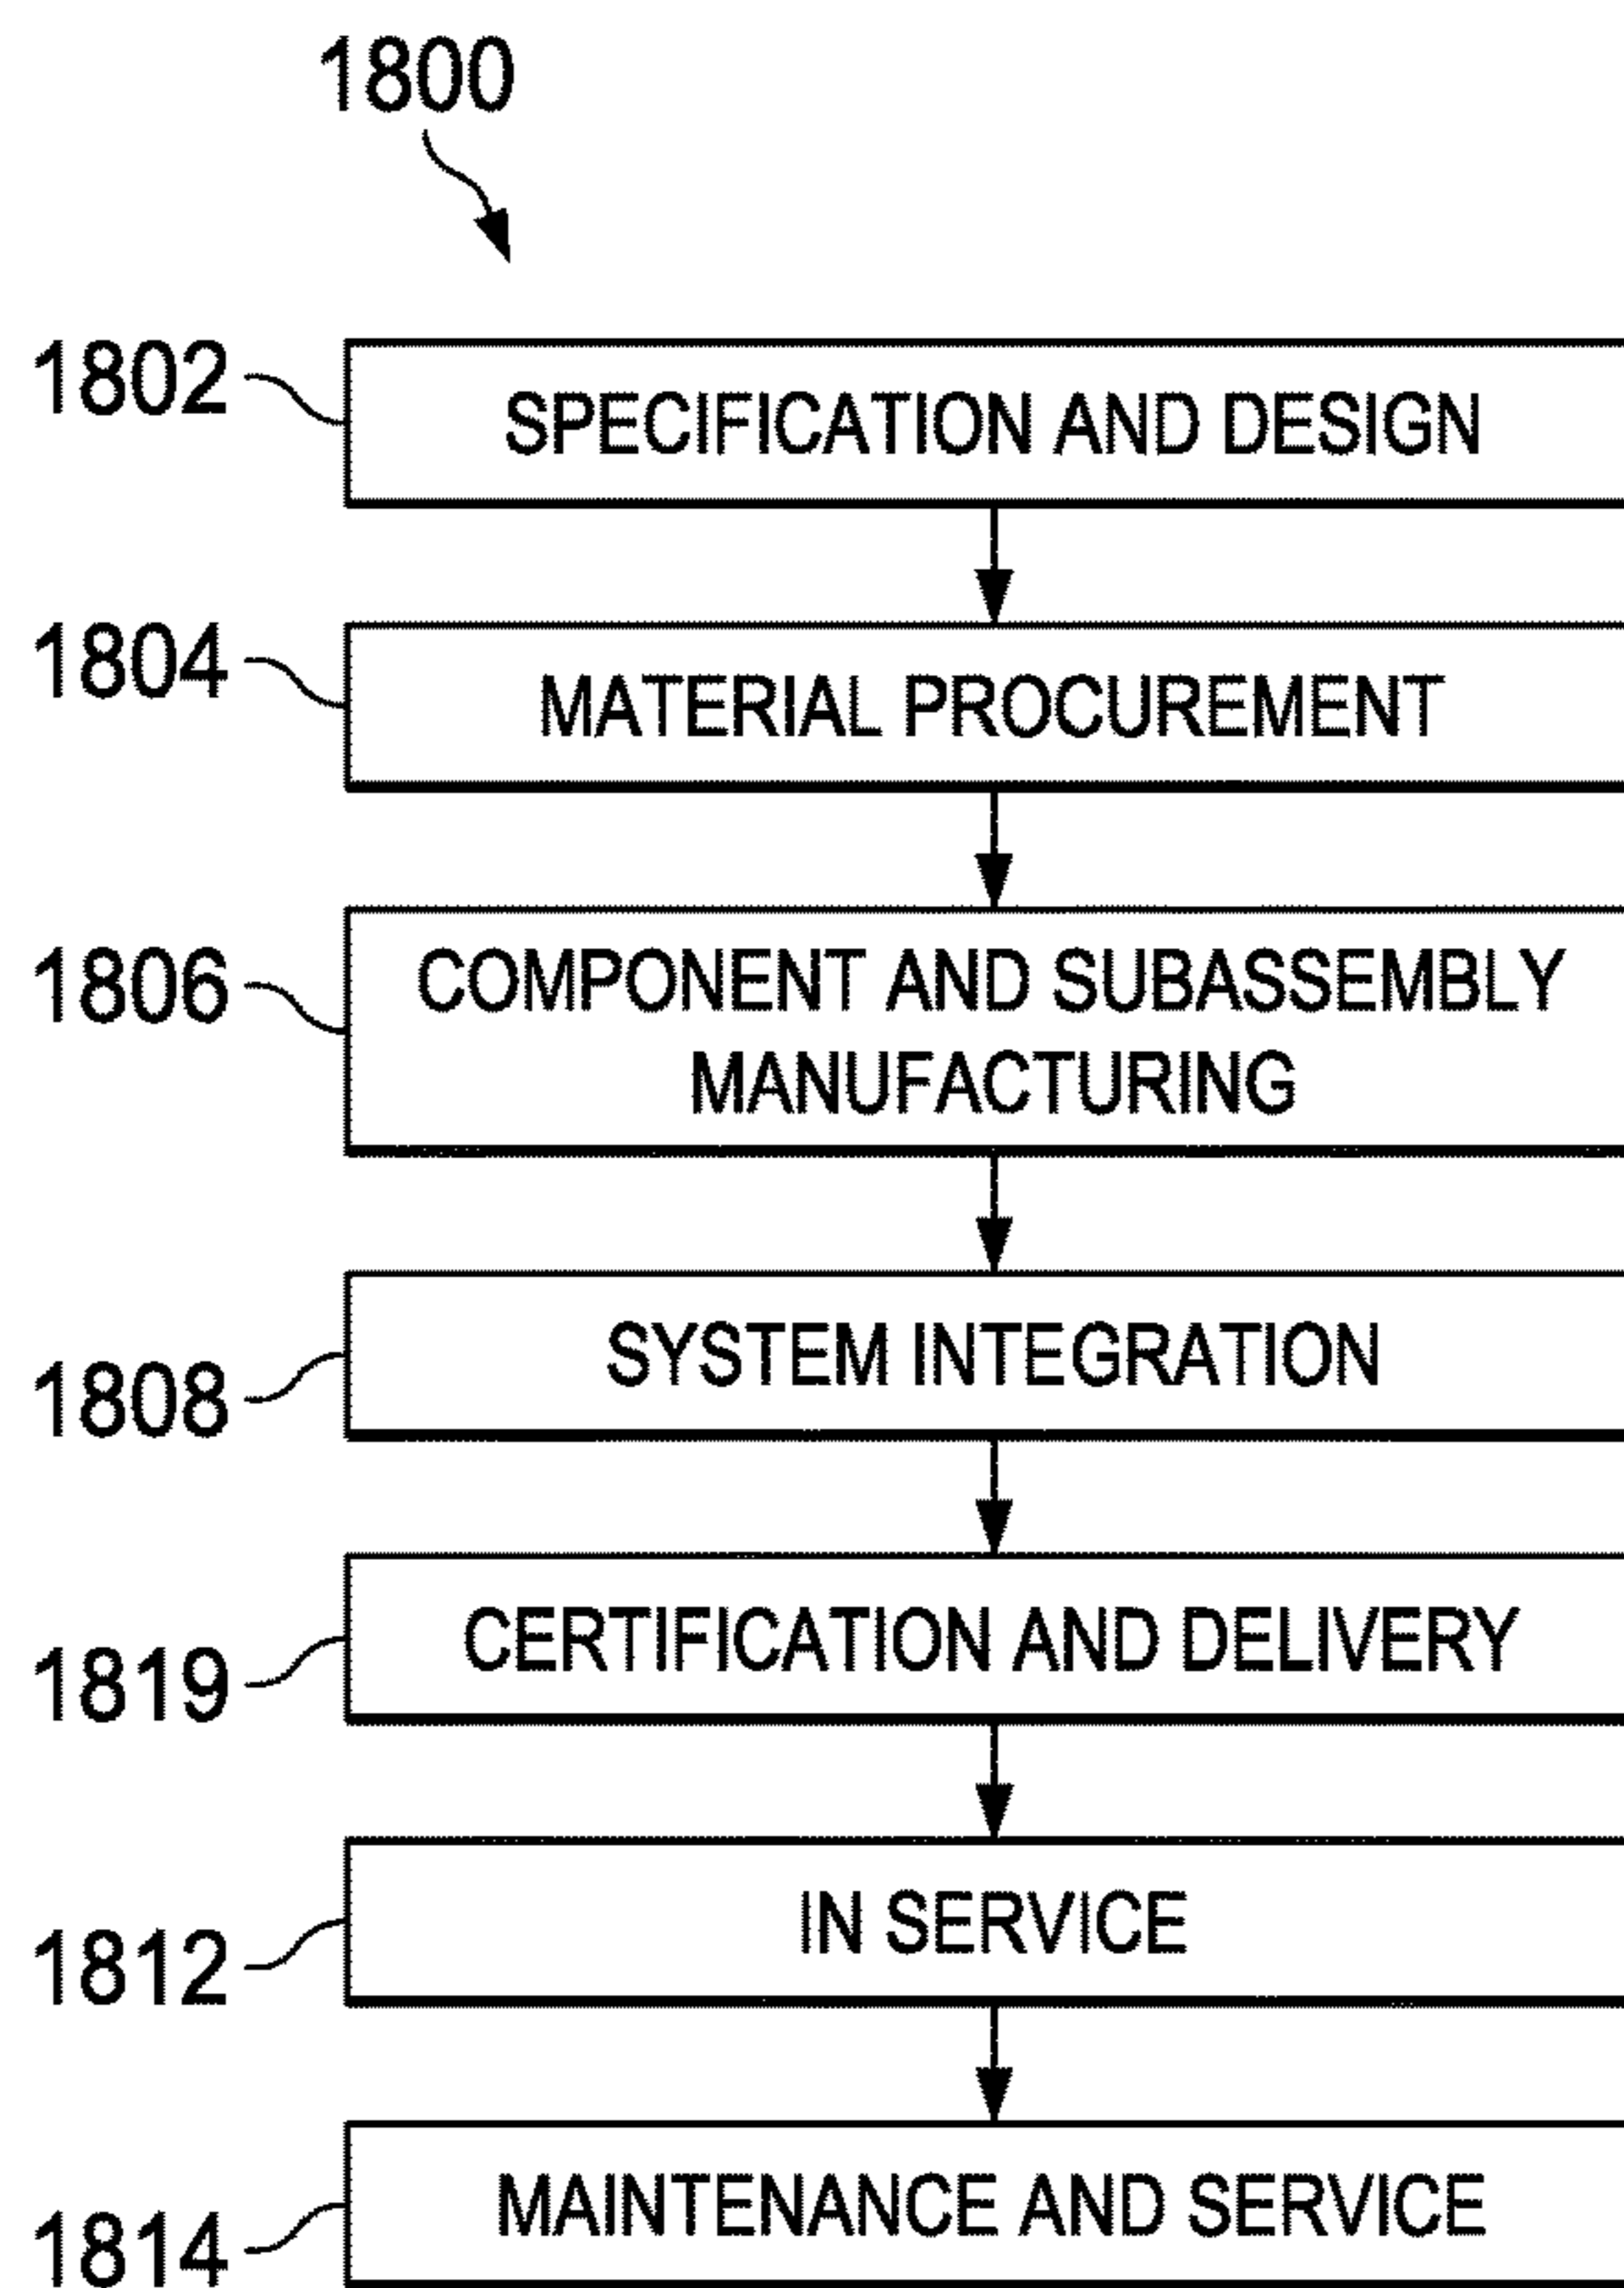 1800
1802
SPECIFICATION AND DESIGN
1804
MATERIAL PROCUREMENT
1806
COMPONENT AND SUBASSEMBLY
MANUFACTURING
1808
SYSTEM INTEGRATION
1819
CERTIFICATION AND DELIVERY
1812
IN SERVICE
1814
MAINTENANCE AND SERVICE